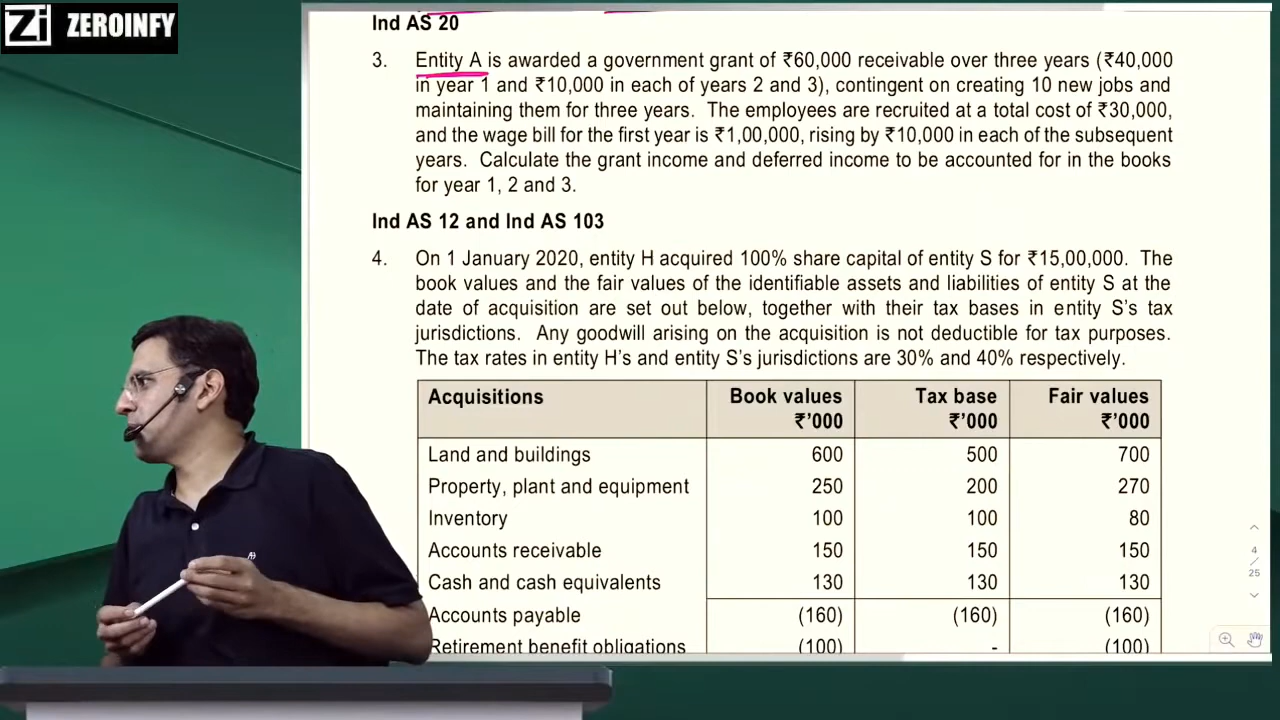 Zi ZEROINFY
Ind AS 20
3. Entity A is awarded a government grant of ₹60,000 receivable over three years (₹40,000
in year 1 and ₹10,000 in each of years 2 and 3), contingent on creating 10 new jobs and
maintaining them for three years. The employees are recruited at a total cost of ₹30,000,
and the wage bill for the first year is ₹1,00,000, rising by ₹10,000 in each of the subsequent
years. Calculate the grant income and deferred income to be accounted for in the books
for year 1, 2 and 3.
Ind AS 12 and Ind AS 103
4. On 1 January 2020, entity H acquired 100% share capital of entity S for ₹15,00,000. The
book values and the fair values of the identifiable assets and liabilities of entity S at the
date of acquisition are set out below, together with their tax bases in entity S's tax
jurisdictions. Any goodwill arising on the acquisition is not deductible for tax purposes.
The tax rates in entity H's and entity S's jurisdictions are 30% and 40% respectively.
Acquisitions Book values Tax base Fair values
₹'000 ₹'000 ₹'000
Land and buildings 600 500 700
Property, plant and equipment 250 200 270
Inventory 100 100 80
Accounts receivable 150 150 150
Cash and cash equivalents 130 130 130
Accounts payable (160) (160) (160)
Retirement benefit obligations (100) - (100)
4
/
25